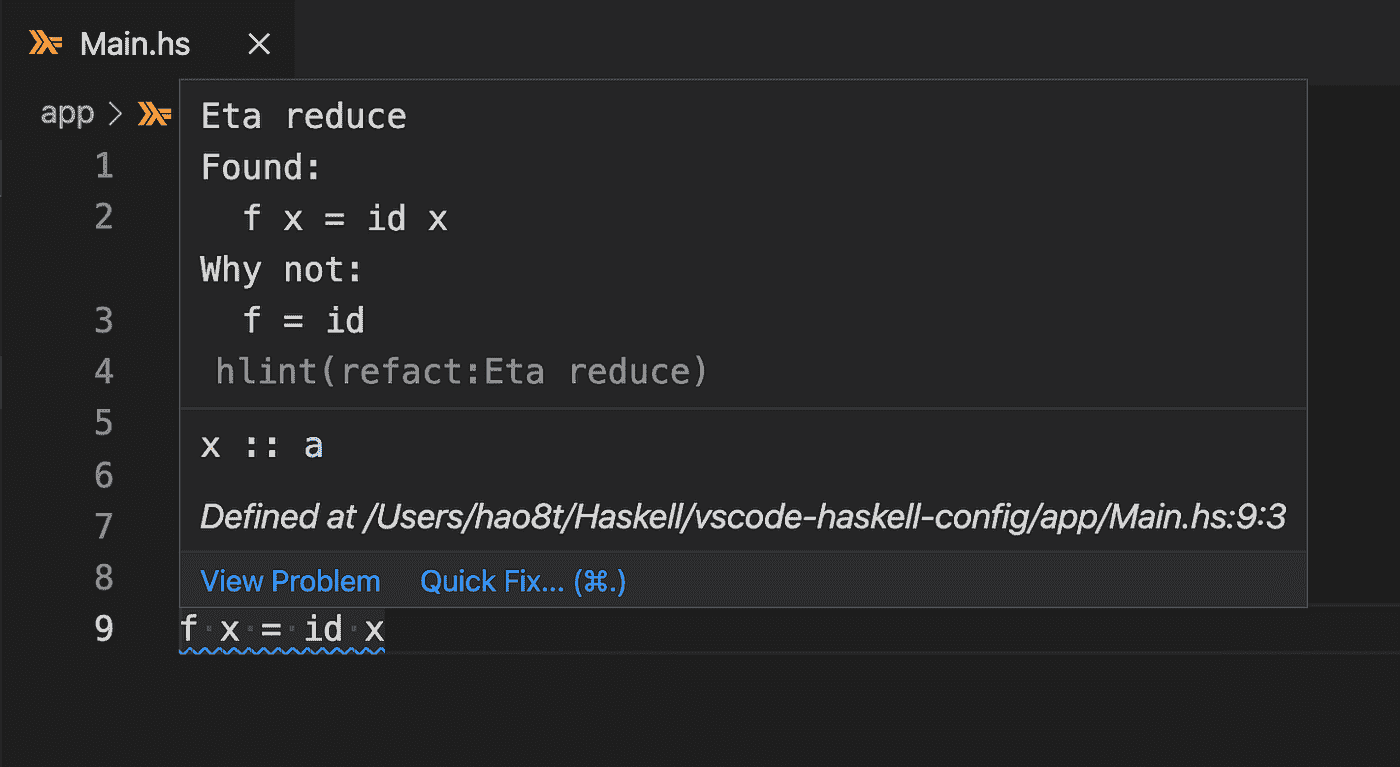 Main.hs
app >
Eta reduce
Found:
  f x = id x
Why not:
  f = id
hlint(refact:Eta reduce)
x :: a
Defined at /Users/hao8t/Haskell/vscode-haskell-config/app/Main.hs:9:3
View Problem Quick Fix... (⌘.)
1
2
3
4
5
6
7
8
9 f x = id x